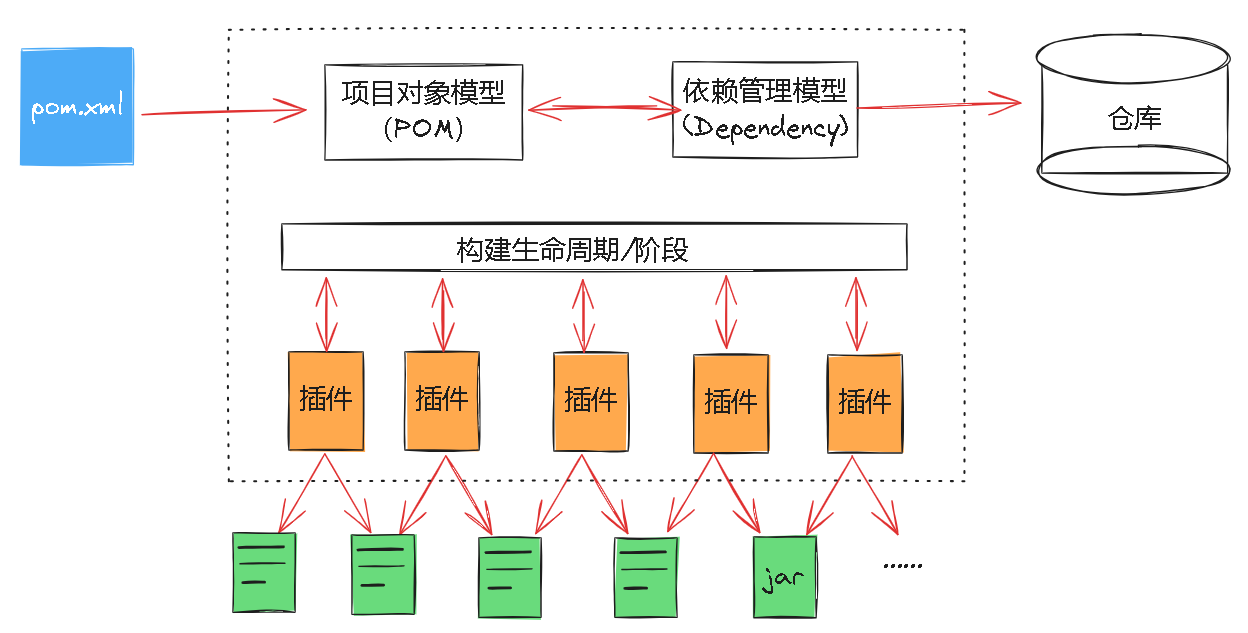 pom.xml
项目对象模型
(POM)
依赖管理模型
(Dependency)
仓库
构建生命周期/阶段
插件
插件
插件
插件
插件
jar
……